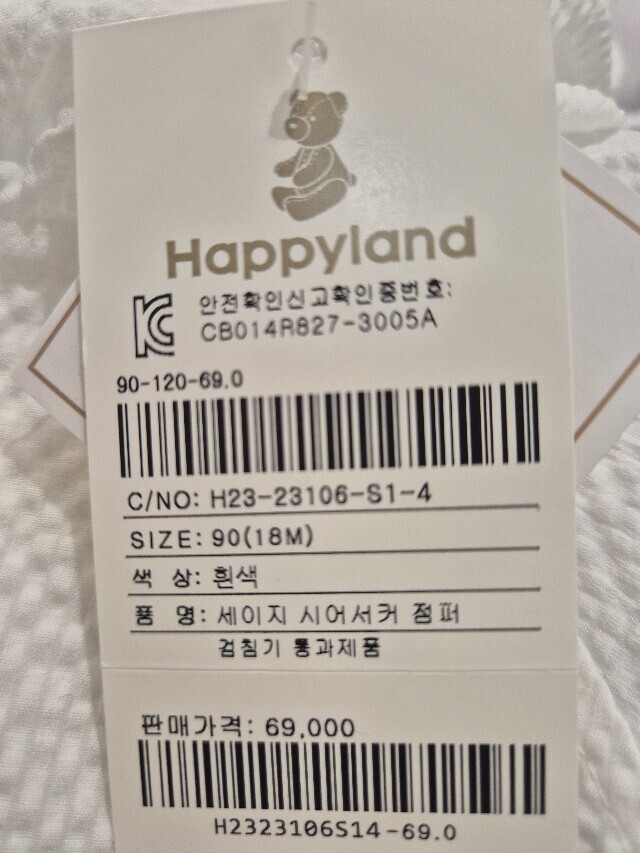 Happyland
안전확인신고확인증번호:
CB014R827-3005A
90-120-69.0
C/NO: H23-23106-S1-4
SIZE: 90(18M)
색 상: 흰색
품 명: 세이지 시어서커 점퍼
검침기 통과제품
판매가격: 69,000
H2323106S14-69.0